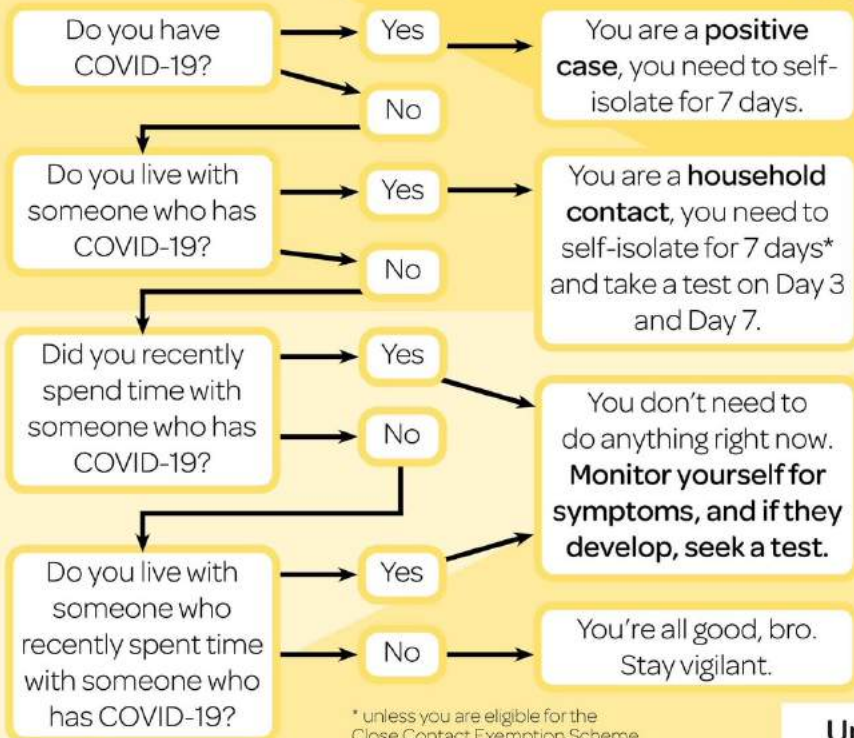 Do you have
COVID-19?
Yes
You are a positive
case, you need to self-
isolate for 7 days.
No
Do you live with
someone who has
COVID-19?
Yes
You are a household
contact, you need to
self-isolate for 7 days*
and take a test on Day 3
and Day 7.
No
Did you recently
spend time with
someone who has
COVID-19?
Yes
No
You don't need to
do anything right now.
Monitor yourself for
symptoms, and if they
develop, seek a test.
Do you live with
someone who
recently spent time
with someone who
has COVID-19?
Yes
No
You're all good, bro.
Stay vigilant.
* unless you are eligible for the
Close Contact Exemption Scheme